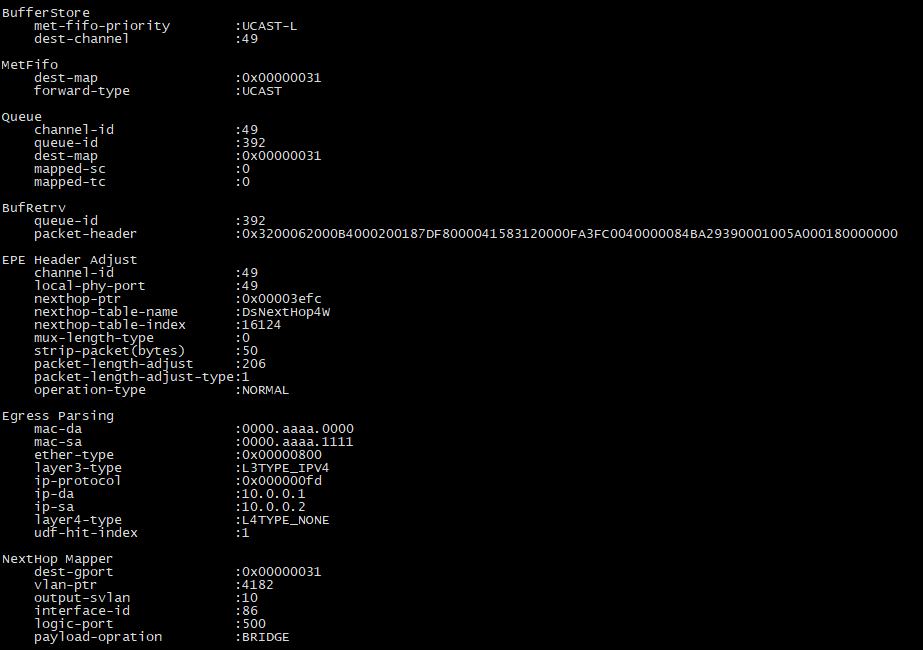 BufferStore
    met-fifo-priority        :UCAST-L
    dest-channel             :49
MetFifo
    dest-map                 :0x00000031
    forward-type             :UCAST
Queue
    channel-id               :49
    queue-id                 :392
    dest-map                 :0x00000031
    mapped-sc                :0
    mapped-tc                :0
BufRetrv
    queue-id                 :392
    packet-header            :0x3200062000B4000200187DF8000041583120000FA3FC0040000084BA29390001005A000180000000
EPE Header Adjust
    channel-id               :49
    local-phy-port           :49
    nexthop-ptr              :0x00003efc
    nexthop-table-name       :DsNextHop4W
    nexthop-table-index      :16124
    mux-length-type          :0
    strip-packet(bytes)      :50
    packet-length-adjust     :206
    packet-length-adjust-type:1
    operation-type           :NORMAL
Egress Parsing
    mac-da                   :0000.aaaa.0000
    mac-sa                   :0000.aaaa.1111
    ether-type               :0x00000800
    layer3-type              :L3TYPE_IPV4
    ip-protocol              :0x000000fd
    ip-da                    :10.0.0.1
    ip-sa                    :10.0.0.2
    layer4-type              :L4TYPE_NONE
    udf-hit-index            :1
NextHop Mapper
    dest-gport               :0x00000031
    vlan-ptr                 :4182
    output-svlan             :10
    interface-id             :86
    logic-port               :500
    payload-opration         :BRIDGE